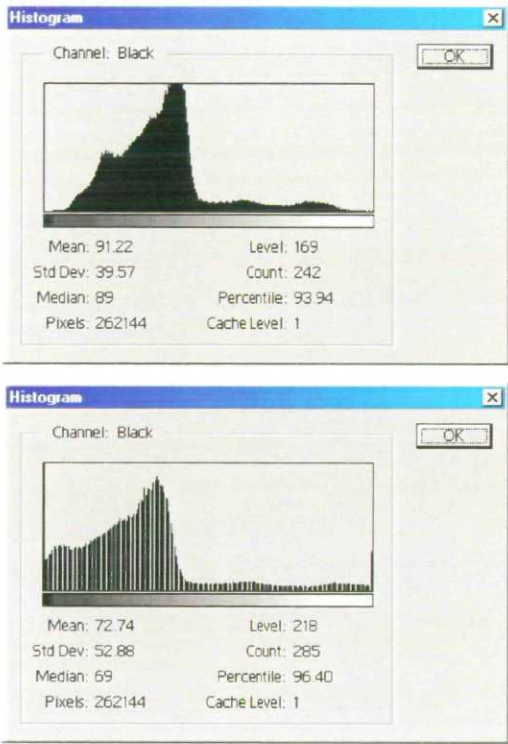 Histogram
Channel: Black
OK
Mean: 91.22
Level: 169
Std Dev: 39.57
Count: 242
Median: 89
Percentile: 93.94
Pixels: 262144
Cache Level: 1
Histogram
Channel: Black
OK
Mean: 72.74
Level: 218
Std Dev: 52.88
Count: 285
Median: 69
Percentile: 96.40
Pixels: 262144
Cache Level: 1